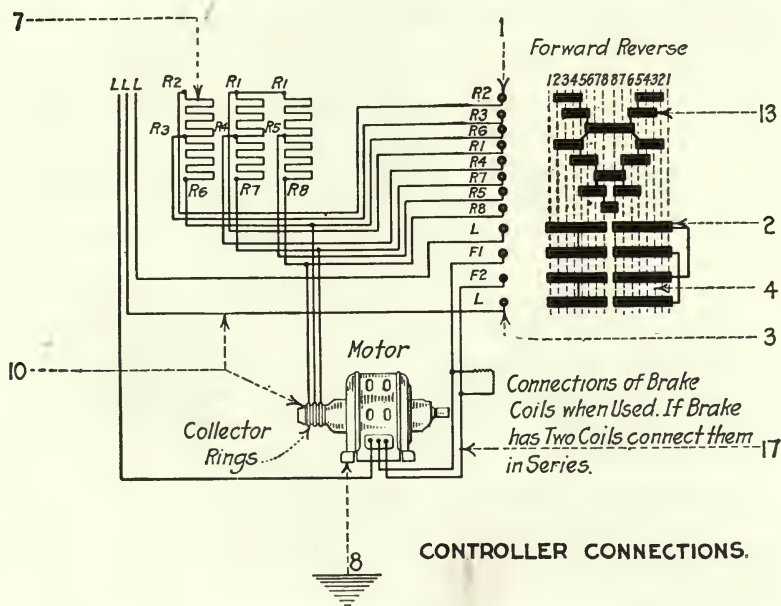 7
1
Forward Reverse
LLL
R2
R1
R1
R2
1234567887654321
13
R3
R3
R4
R5
R6
R1
R4
R6
R7
R8
R7
R5
R8
L
2
F1
F2
4
L
3
Motor
10
Connections of Brake
Coils when Used. If Brake
has Two Coils connect them
in Series.
17
Collector
Rings
8
CONTROLLER CONNECTIONS.